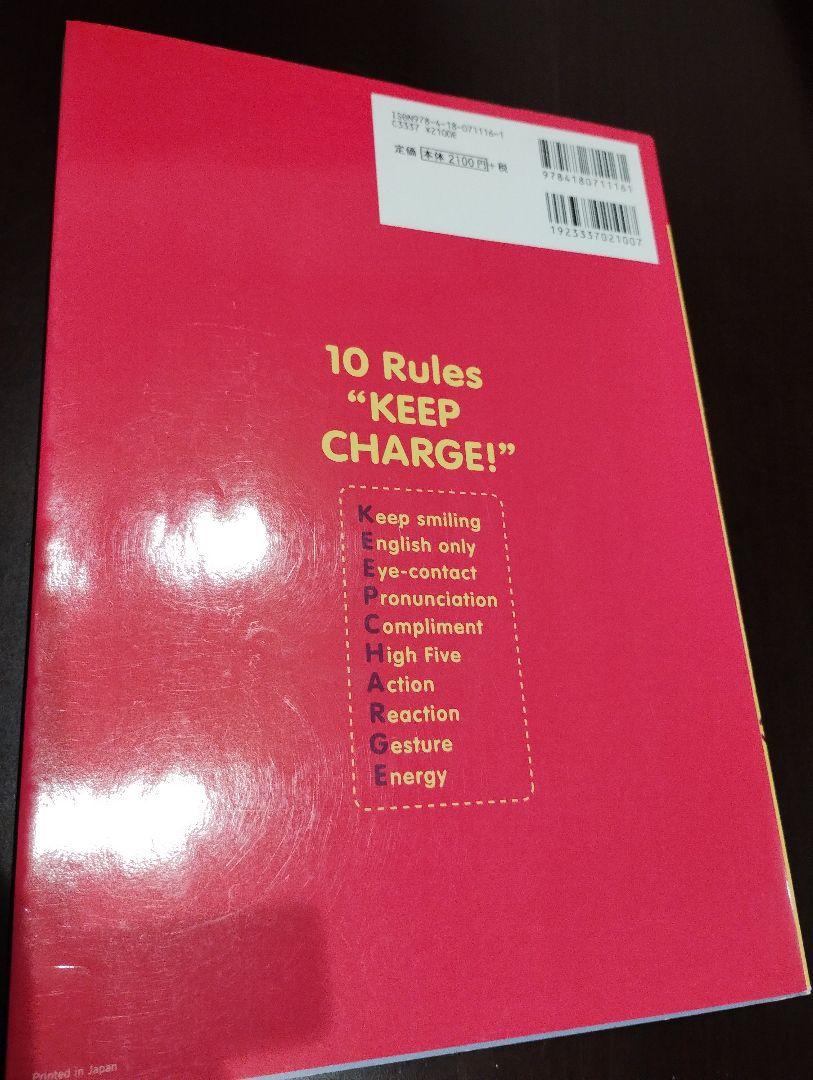 ISBN978-4-18-071116-1
C3337 ¥2100E
定価 本体 2100円 +税
9784180711161
1923337021007
10 Rules
“KEEP
CHARGE!”
Keep smiling
English only
Eye-contact
Pronunciation
Compliment
High Five
Action
Reaction
Gesture
Energy
Printed in Japan